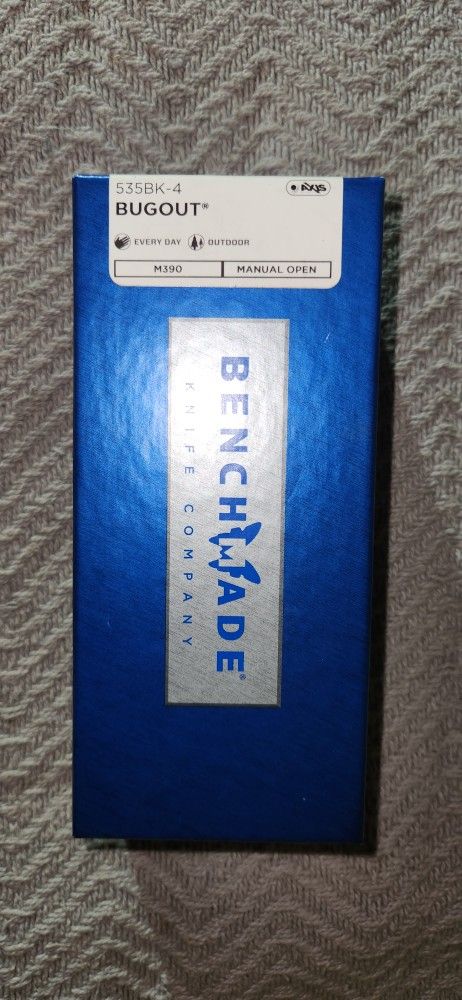 535BK-4
AXIS
BUGOUT®
EVERY DAY
OUTDOOR
M390
MANUAL OPEN
BENCHMADE®
KNIFE COMPANY